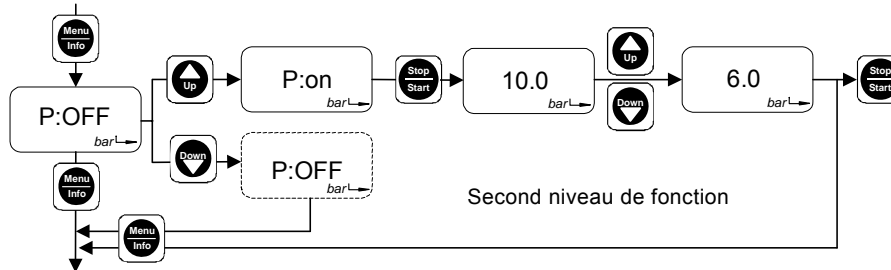 Menu
Info
P:OFF
bar
Up
P:on
bar
Stop
Start
10.0
bar
Up
Down
6.0
bar
Stop
Start
Down
P:OFF
bar
Menu
Info
Second niveau de fonction
Menu
Info